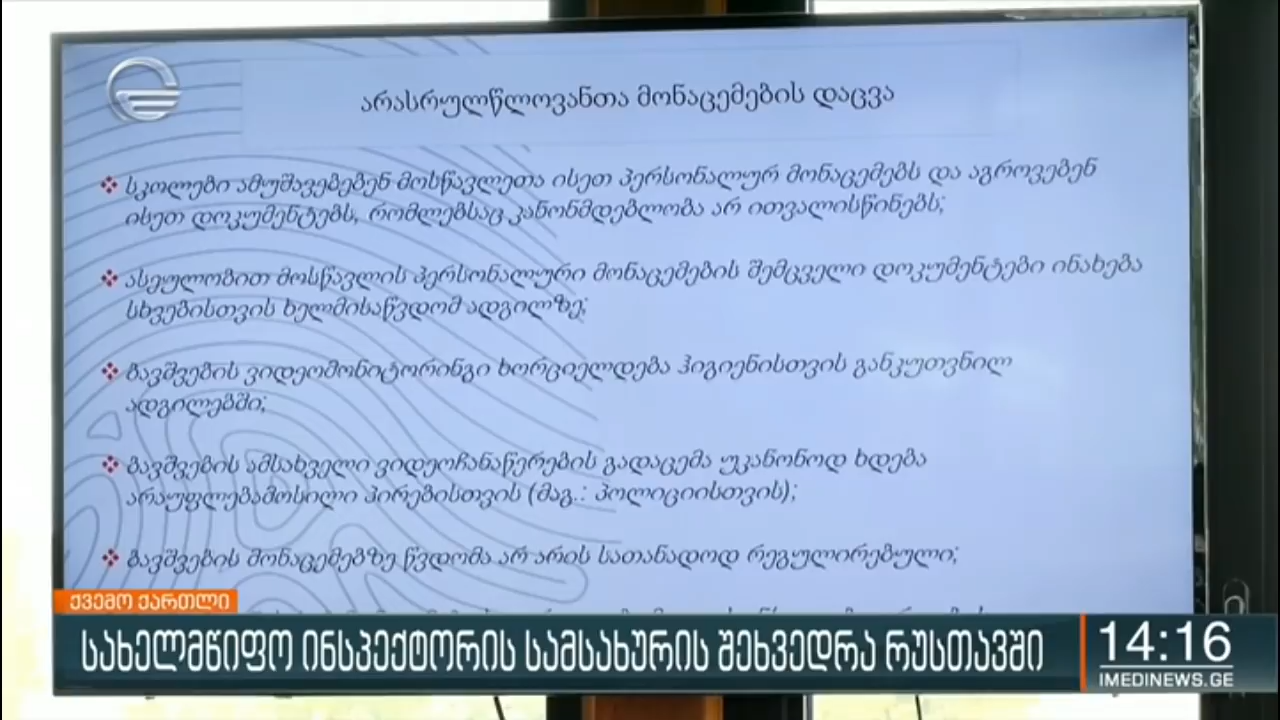 არასრულწლოვანთა მონაცემების დაცვა
სკოლები ამუშავებებენ მოსწავლეთა ისეთ პერსონალურ მონაცემებს და აგროვებენ
ისეთ დოკუმენტებს, რომლებსაც კანონმდებლობა არ ითვალისწინებს;
ასეულობით მოსწავლის პერსონალური მონაცემების შემცველი დოკუმენტები ინახება
სხვებისთვის ხელმისაწვდომ ადგილზე;
ბავშვების ვიდეომონიტორინგი ხორციელდება ჰიგიენისთვის განკუთვნილ
ადგილებში;
ბავშვების ამსახველი ვიდეოჩანაწერების გადაცემა უკანონოდ ხდება
არაუფლებამოსილი პირებისთვის (მაგ.: პოლიციისთვის);
ბავშვების მონაცემებზე წვდომა არ არის სათანადოდ რეგულირებული;
ქვემო ქართლი
სახელმწიფო ინსპექტორის სამსახურის შეხვედრა რუსთავში
14:16
IMEDINEWS.GE